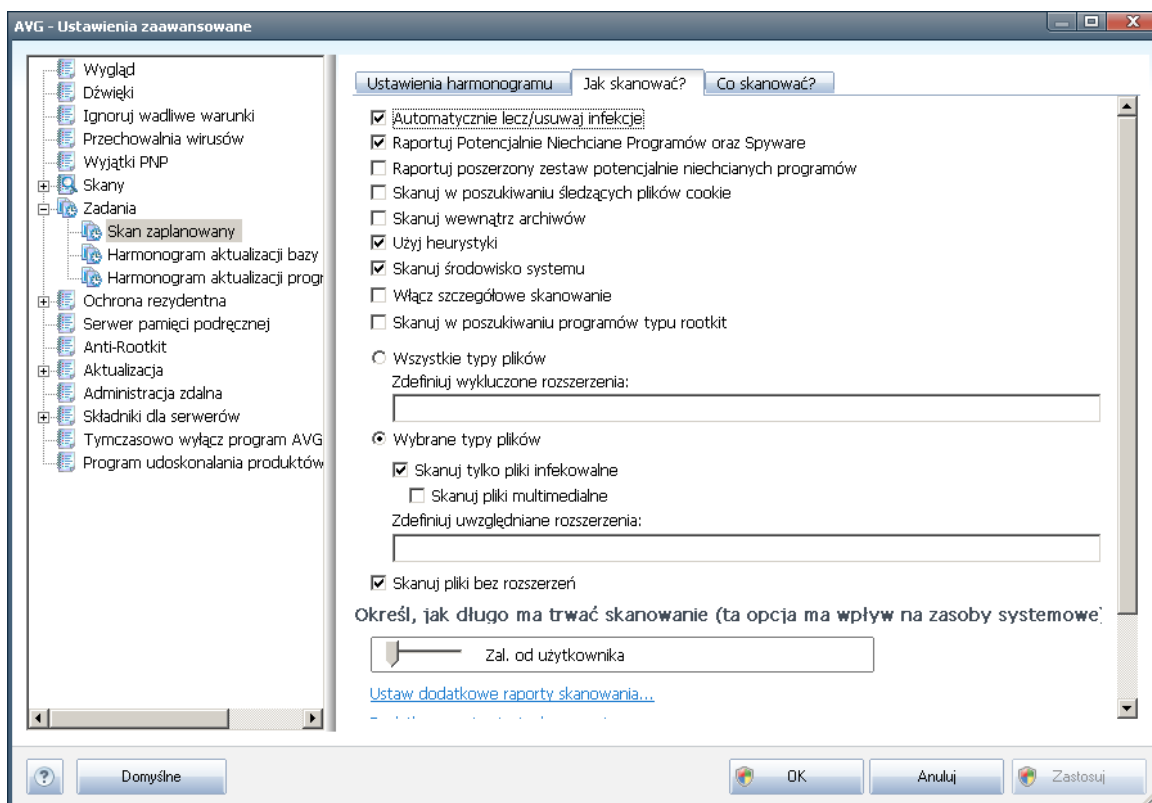 AVG - Ustawienia zaawansowane
Wygląd
Dźwięki
Ignoruj wadliwe warunki
Przechowalnia wirusów
Wyjątki PNP
Skany
Zadania
Skan zaplanowany
Harmonogram aktualizacji bazy
Harmonogram aktualizacji progr
Ochrona rezydentna
Serwer pamięci podręcznej
Anti-Rootkit
Aktualizacja
Administracja zdalna
Składniki dla serwerów
Tymczasowo wyłącz program AVG
Program udoskonalania produktów
Ustawienia harmonogramu
Jak skanować?
Co skanować?
Automatycznie lecz/usuwaj infekcje
Raportuj Potencjalnie Niechciane Programów oraz Spyware
Raportuj poszerzony zestaw potencjalnie niechcianych programów
Skanuj w poszukiwaniu śledzących plików cookie
Skanuj wewnątrz archiwów
Użyj heurystyki
Skanuj środowisko systemu
Włącz szczegółowe skanowanie
Skanuj w poszukiwaniu programów typu rootkit
Wszystkie typy plików
Zdefiniuj wykluczone rozszerzenia:
Wybrane typy plików
Skanuj tylko pliki infekowalne
Skanuj pliki multimedialne
Zdefiniuj uwzględniane rozszerzenia:
Skanuj pliki bez rozszerzeń
Określ, jak długo ma trwać skanowanie (ta opcja ma wpływ na zasoby systemowe)
Zal. od użytkownika
Ustaw dodatkowe raporty skanowania...
Domyślne
OK
Anuluj
Zastosuj